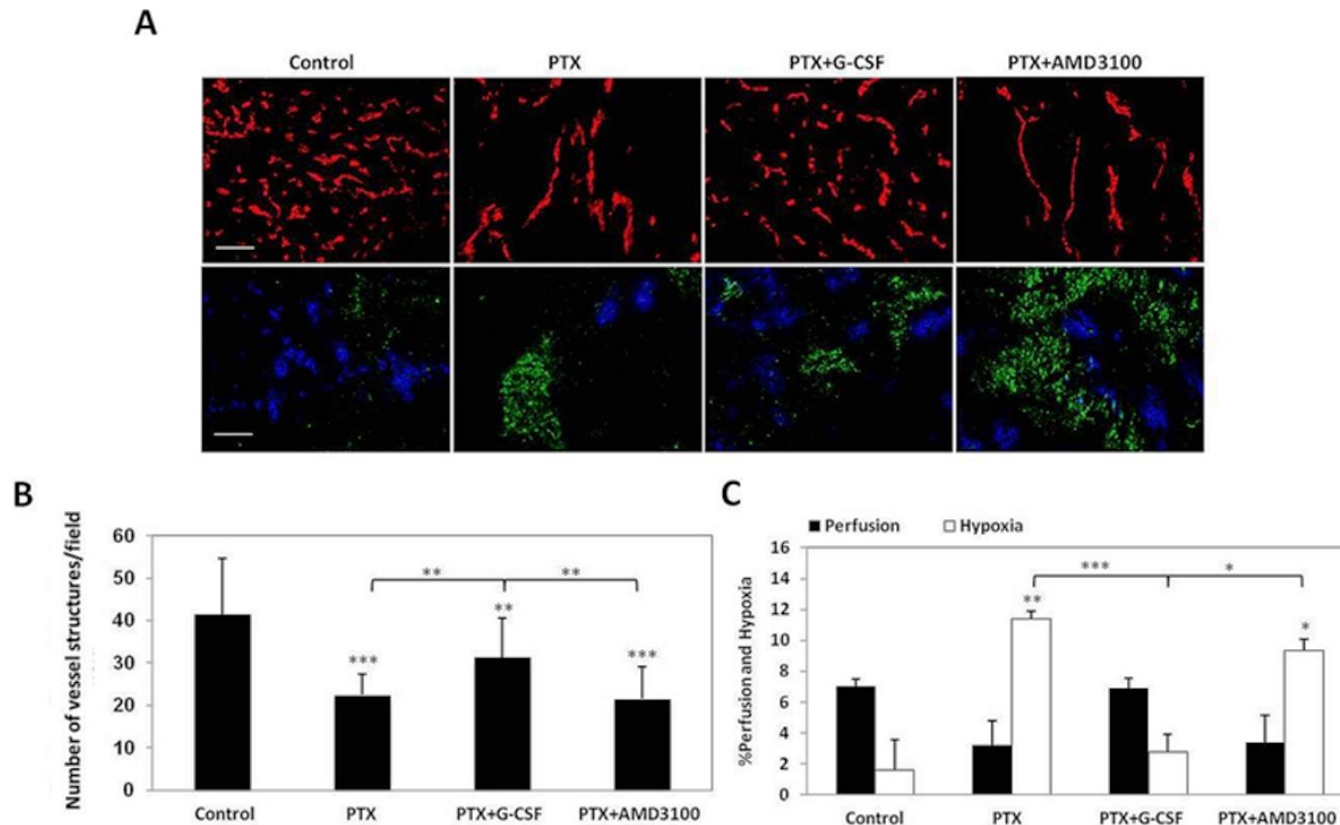 A
Control PTX PTX+G-CSF PTX+AMD3100
B
Number of vessel structures/field
60
50
40
30
20
10
0
** **
*** ** ***
Control PTX PTX+G-CSF PTX+AMD3100
C
Perfusion Hypoxia
%Perfusion and Hypoxia
16
14
12
10
8
6
4
2
0
*** *
** *
Control PTX PTX+G-CSF PTX+AMD3100